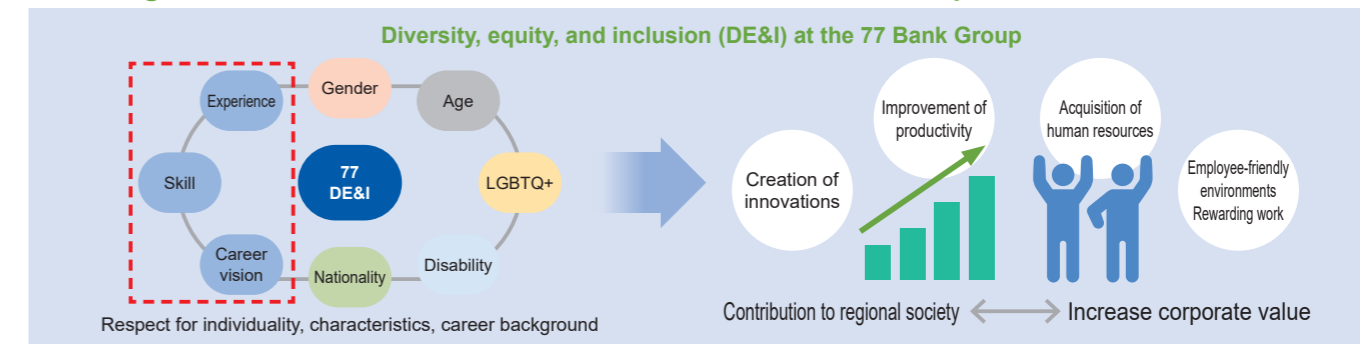 Diversity, equity, and inclusion (DE&I) at the 77 Bank Group
Experience
Gender
Age
Skill
77
DE&I
LGBTQ+
Career
vision
Nationality
Disability
Respect for individuality, characteristics, career background
Creation of
innovations
Improvement of
productivity
Acquisition of
human resources
Employee-friendly
environments
Rewarding work
Contribution to regional society
Increase corporate value